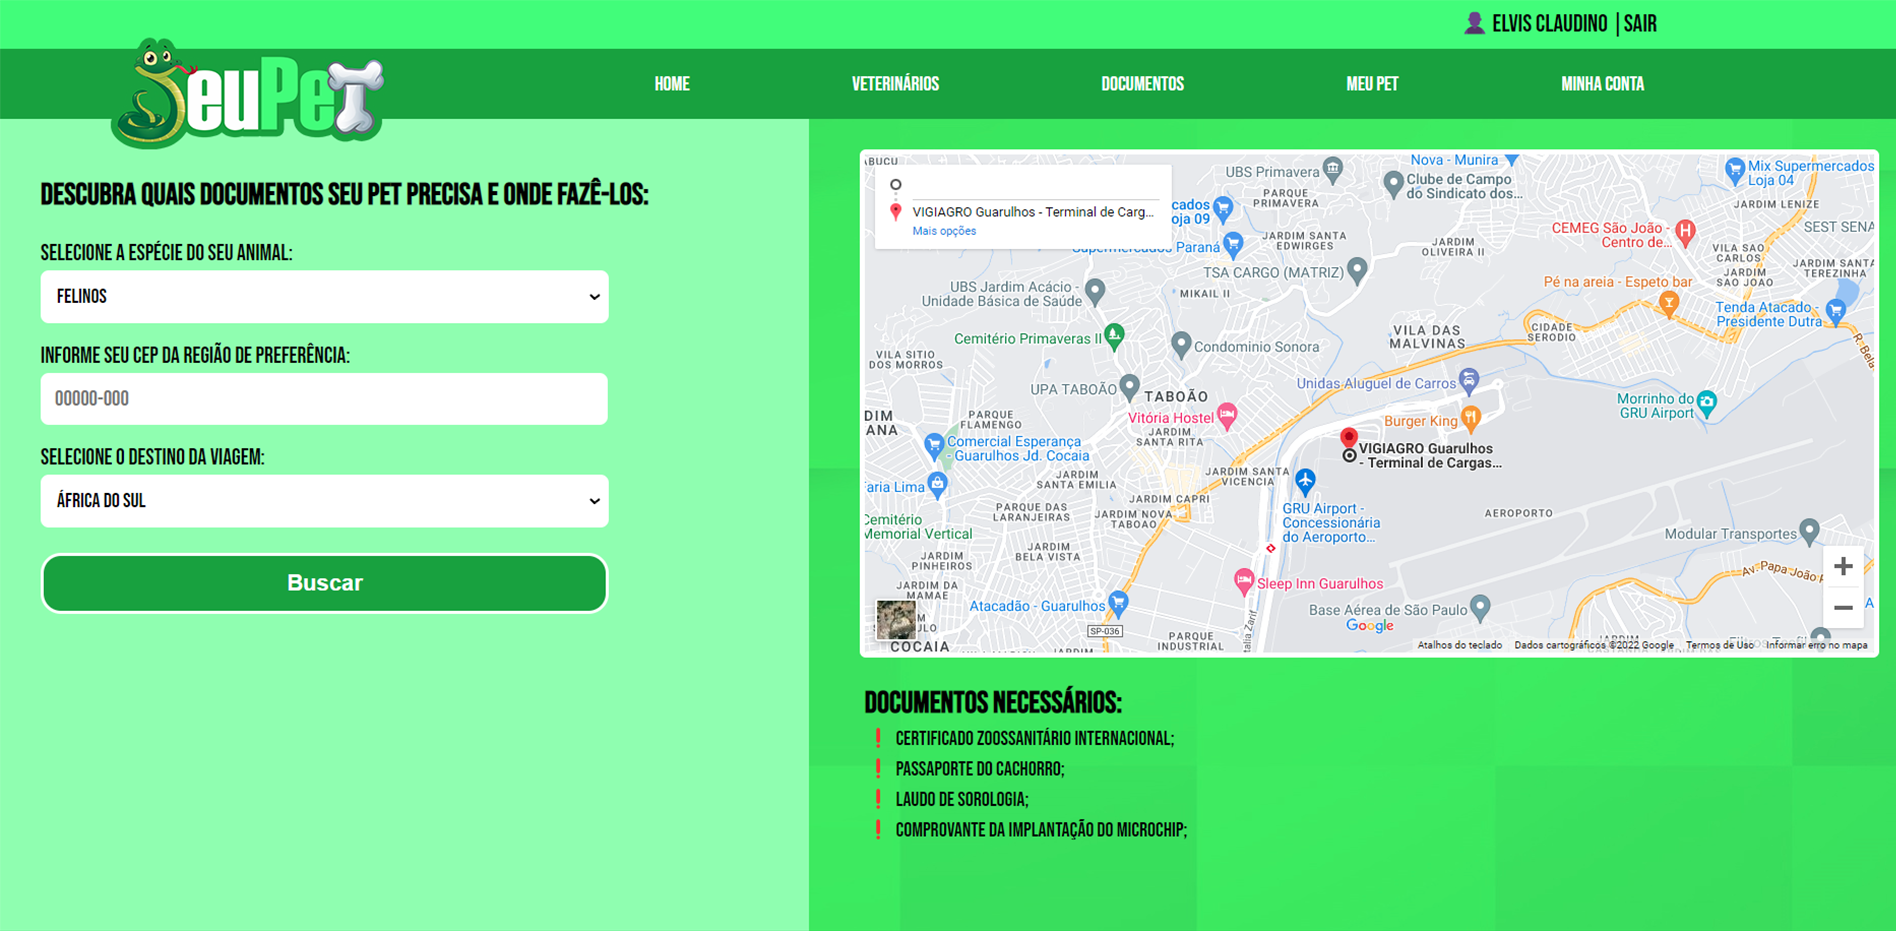 ELVIS CLAUDINO | SAIR
SeuPet
HOME
VETERINÁRIOS
DOCUMENTOS
MEU PET
MINHA CONTA
DESCUBRA QUAIS DOCUMENTOS SEU PET PRECISA E ONDE FAZÊ-LOS:
SELECIONE A ESPÉCIE DO SEU ANIMAL:
FELINOS
INFORME SEU CEP DA REGIÃO DE PREFERÊNCIA:
00000-000
SELECIONE O DESTINO DA VIAGEM:
ÁFRICA DO SUL
Buscar
VIGIAGRO Guarulhos - Terminal de Carg...
Mais opções
UBS Primavera
PARQUE
PRIMAVERA
Nova - Munira
Clube de Campo
do Sindicato dos...
Mix Supermercados
Loja 04
JARDIM LENIZE
JARDIM SANTA
EDWIRGES
JARDIM
OLIVEIRA II
CEMEG São João -
Centro de...
VILA SAO
CARLOS
SEST SENA
Supermercados Paraná
TSA CARGO (MATRIZ)
MIKAIL II
JARDIM
SAO JOAO
JARDIM SANTA
TEREZINHA
UBS Jardim Acácio -
Unidade Básica de Saúde
Pé na areia - Espeto bar
Tenda Atacado -
Presidente Dutra
Cemitério Primaveras II
Condominio Sonora
VILA DAS
MALVINAS
CIDADE
SERODIO
VILA SITIO
DOS MORROS
UPA TABOÃO
TABOÃO
Unidas Aluguel de Carros
Morrinho do
GRU Airport
PARQUE
FLAMENGO
Vitória Hostel
JARDIM
SANTA RITA
Burger King
Comercial Esperança
- Guarulhos Jd. Cocaia
VIGIAGRO Guarulhos
- Terminal de Cargas...
JARDIM
SANTA EMILIA
JARDIM SANTA
VICENCIA
aria Lima
JARDIM CAPRI
PARQUE DAS
LARANJEIRAS
JARDIM NOVA
TABOAO
GRU Airport -
Concessionária
do Aeroporto...
AEROPORTO
Cemitério
Memorial Vertical
JARDIM
PINHEIROS
JARDIM
BELA VISTA
Modular Transportes
JARDIM DA
MAMAE
Sleep Inn Guarulhos
Av. Papa João
Atacadão - Guarulhos
Base Aérea de São Paulo
SP-036
COCAIA
PARQUE
INDUSTRIAL
Google
Atalhos do teclado
Dados cartográficos ©2022 Google
Termos de Uso
Informar erro no mapa
DOCUMENTOS NECESSÁRIOS:
CERTIFICADO ZOOSSANITÁRIO INTERNACIONAL;
PASSAPORTE DO CACHORRO;
LAUDO DE SOROLOGIA;
COMPROVANTE DA IMPLANTAÇÃO DO MICROCHIP;